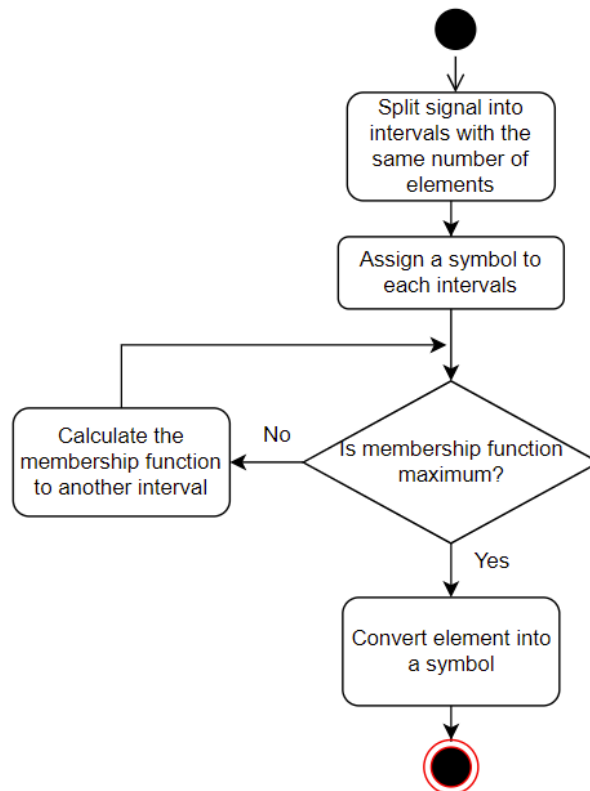 Split signal into
intervals with the
same number of
elements
Assign a symbol to
each intervals
Calculate the
membership function
to another interval
No
Is membership function
maximum?
Yes
Convert element into
a symbol